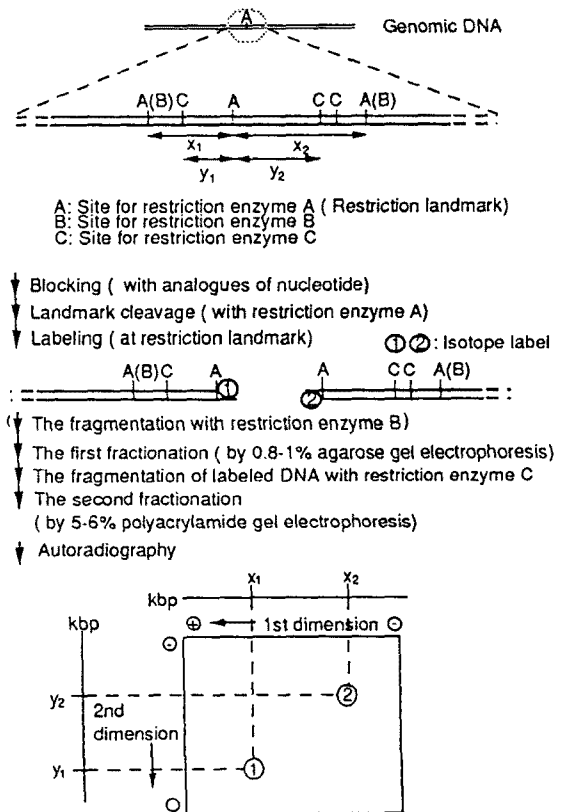 A
Genomic DNA
A(B) C A C C A(B)
x₁ x₂
y₁ y₂
A: Site for restriction enzyme A ( Restriction landmark)
B: Site for restriction enzyme B
C: Site for restriction enzyme C
Blocking ( with analogues of nucleotide)
Landmark cleavage ( with restriction enzyme A)
Labeling ( at restriction landmark)
①②: Isotope label
A(B) C A ① ② A C C A(B)
( The fragmentation with restriction enzyme B)
The first fractionation ( by 0.8-1% agarose gel electrophoresis)
The fragmentation of labeled DNA with restriction enzyme C
The second fractionation
( by 5-6% polyacrylamide gel electrophoresis)
Autoradiography
x₁ x₂
kbp
kbp
⊕ 1st dimension ⊖
⊖
y₂
②
2nd
dimension
y₁
①